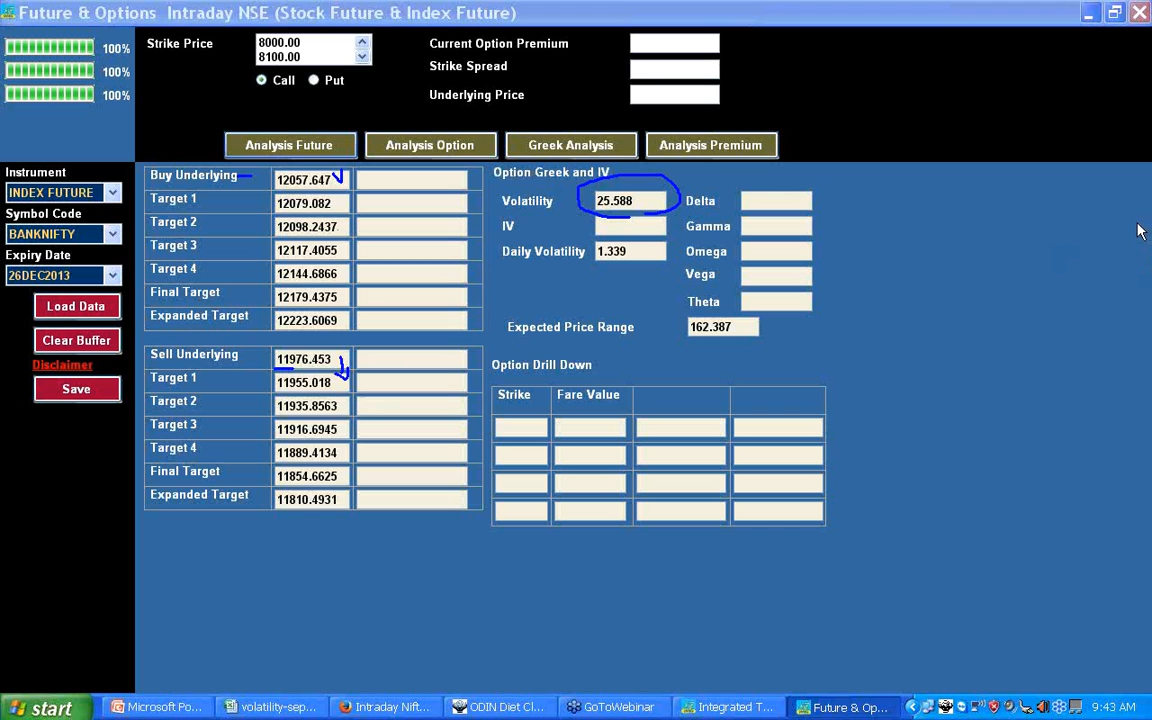 Future & Options Intraday NSE (Stock Future & Index Future)
100%
100%
100%
Strike Price
8000.00
8100.00
Call Put
Current Option Premium
Strike Spread
Underlying Price
Analysis Future
Analysis Option
Greek Analysis
Analysis Premium
Instrument
INDEX FUTURE
Symbol Code
BANKNIFTY
Expiry Date
26DEC2013
Load Data
Clear Buffer
Disclaimer
Save
Buy Underlying 12057.647
Target 1 12079.082
Target 2 12098.2437
Target 3 12117.4055
Target 4 12144.6866
Final Target 12179.4375
Expanded Target 12223.6069
Sell Underlying 11976.453
Target 1 11955.018
Target 2 11935.8563
Target 3 11916.6945
Target 4 11889.4134
Final Target 11854.6625
Expanded Target 11810.4931
Option Greek and IV
Volatility 25.588 Delta
IV Gamma
Daily Volatility 1.339 Omega
Vega
Theta
Expected Price Range 162.387
Option Drill Down
Strike Fare Value
start
Microsoft Po...
volatility-sep...
Intraday Nift...
ODIN Diet Cl...
GoToWebinar
Integrated T...
Future & Op...
9:43 AM